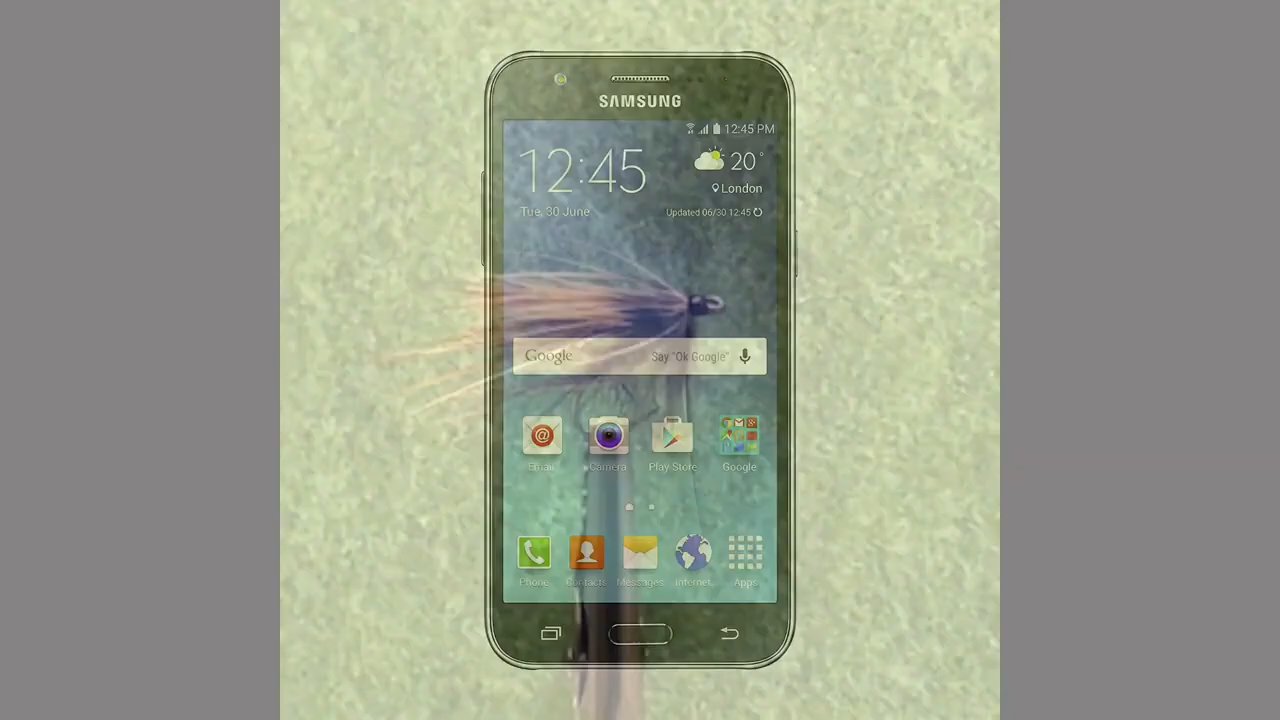 SAMSUNG
12:45 PM
12:45
20°
London
Tue, 30 June
Updated 06/30 12:45
Google
Say "Ok Google"
Email
Camera
Play Store
Google
Phone
Contacts
Messages
Internet
Apps